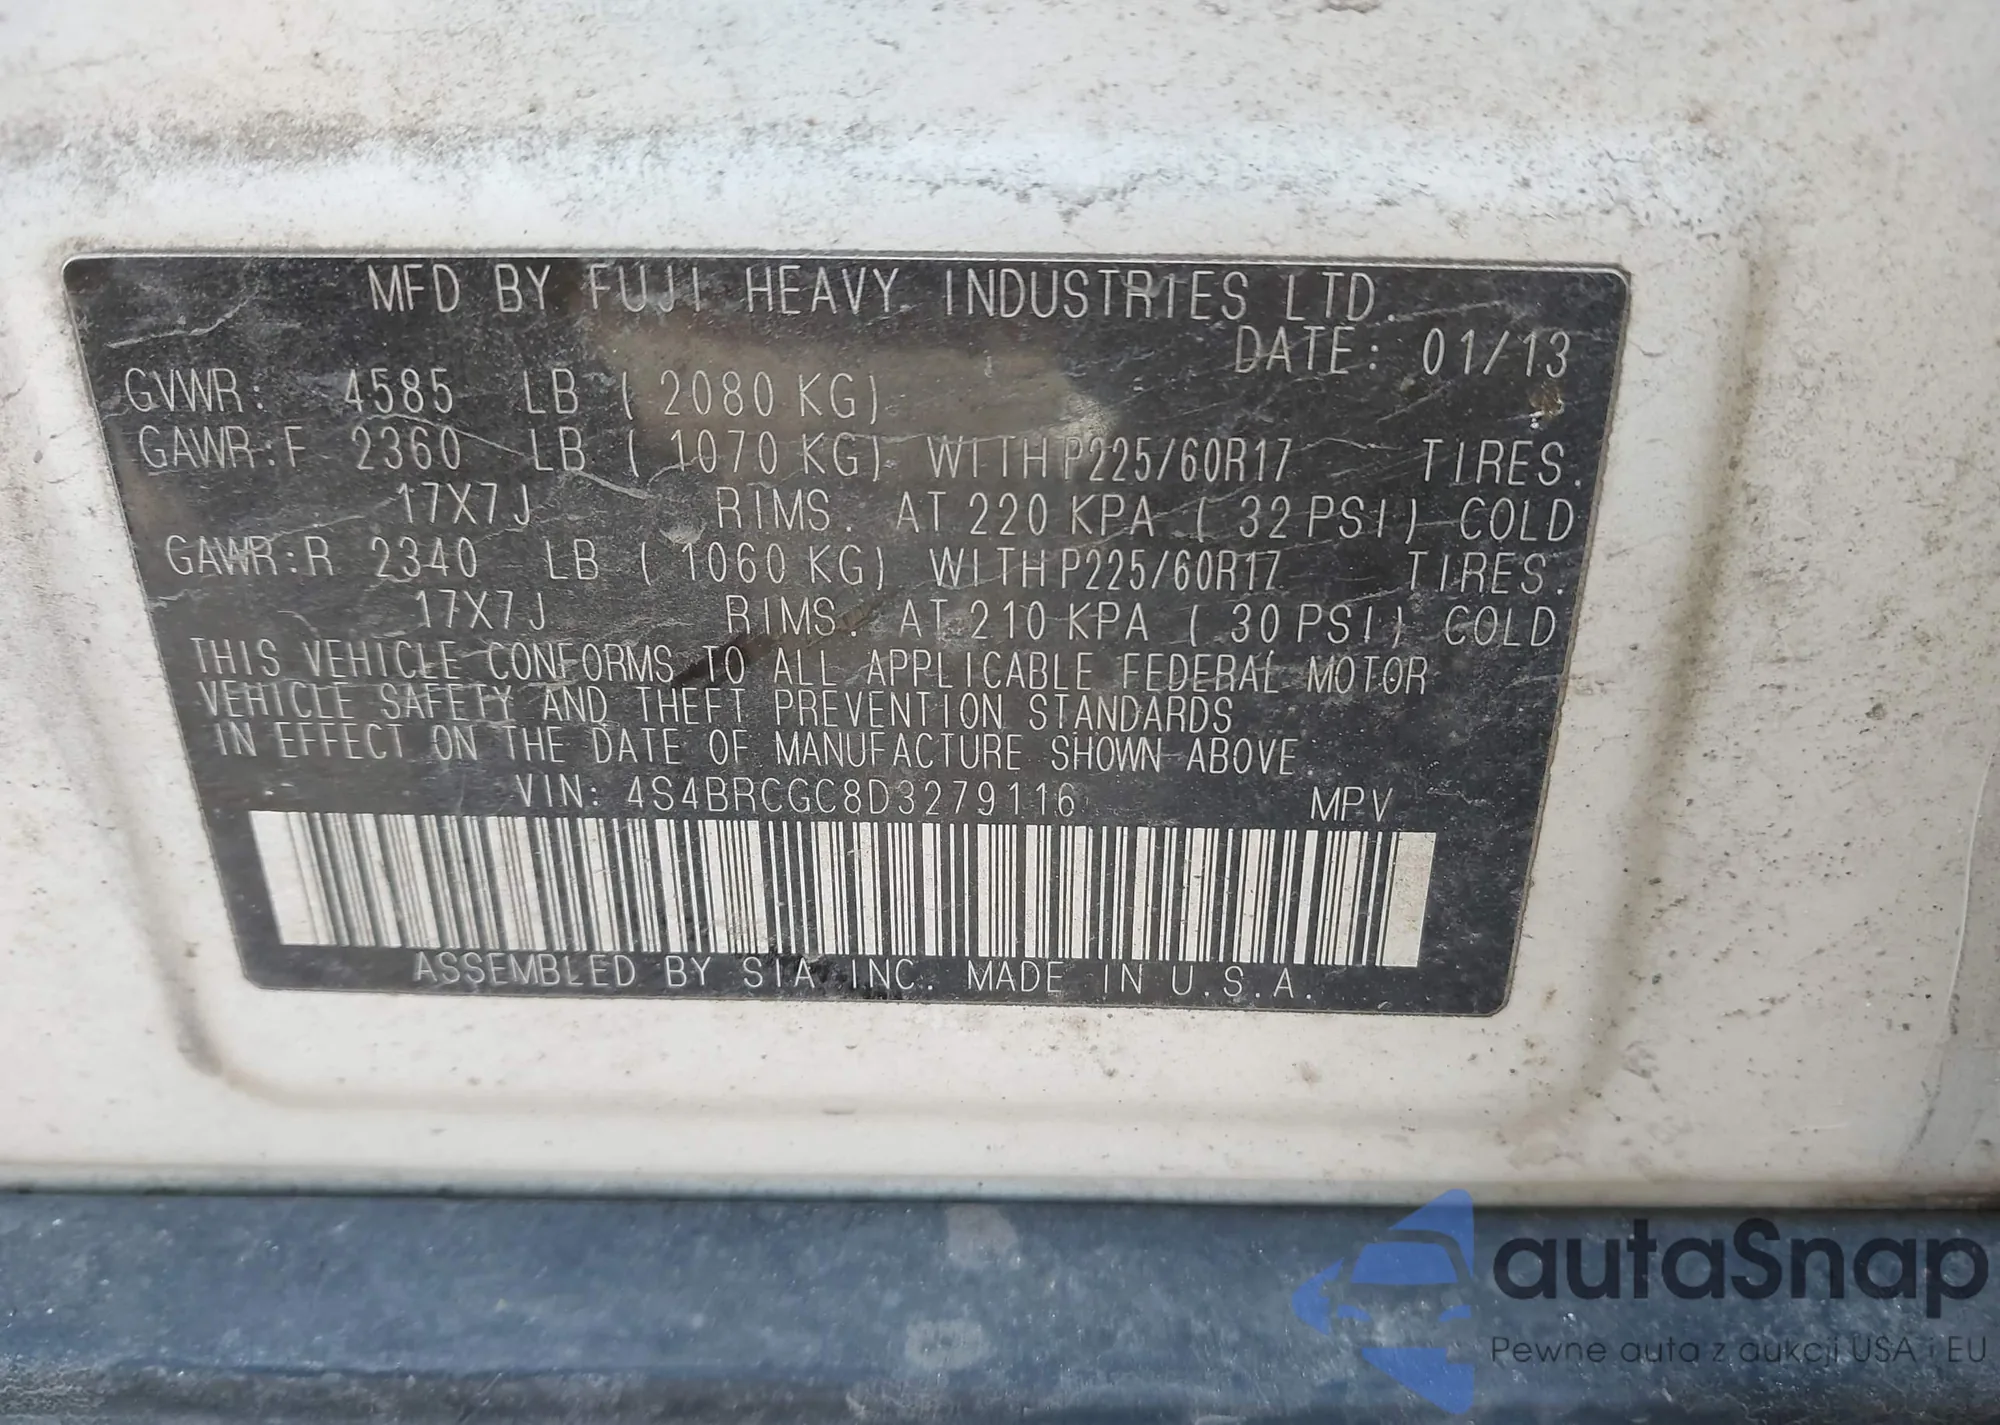 MFD BY FUJI HEAVY INDUSTRIES LTD.
DATE: 01/13
GVWR: 4585 LB ( 2080 KG)
GAWR:F 2360 LB ( 1070 KG) WITH P225/60R17 TIRES.
17X7J RIMS. AT 220 KPA ( 32 PSI) COLD
GAWR:R 2340 LB ( 1060 KG) WITH P225/60R17 TIRES.
17X7J RIMS. AT 210 KPA ( 30 PSI) COLD
THIS VEHICLE CONFORMS TO ALL APPLICABLE FEDERAL MOTOR
VEHICLE SAFETY AND THEFT PREVENTION STANDARDS
IN EFFECT ON THE DATE OF MANUFACTURE SHOWN ABOVE
VIN: 4S4BRCGC8D3279116 MPV
ASSEMBLED BY SIA INC. MADE IN U.S.A.
autaSnap
Pewne auta z aukcji USA i EU